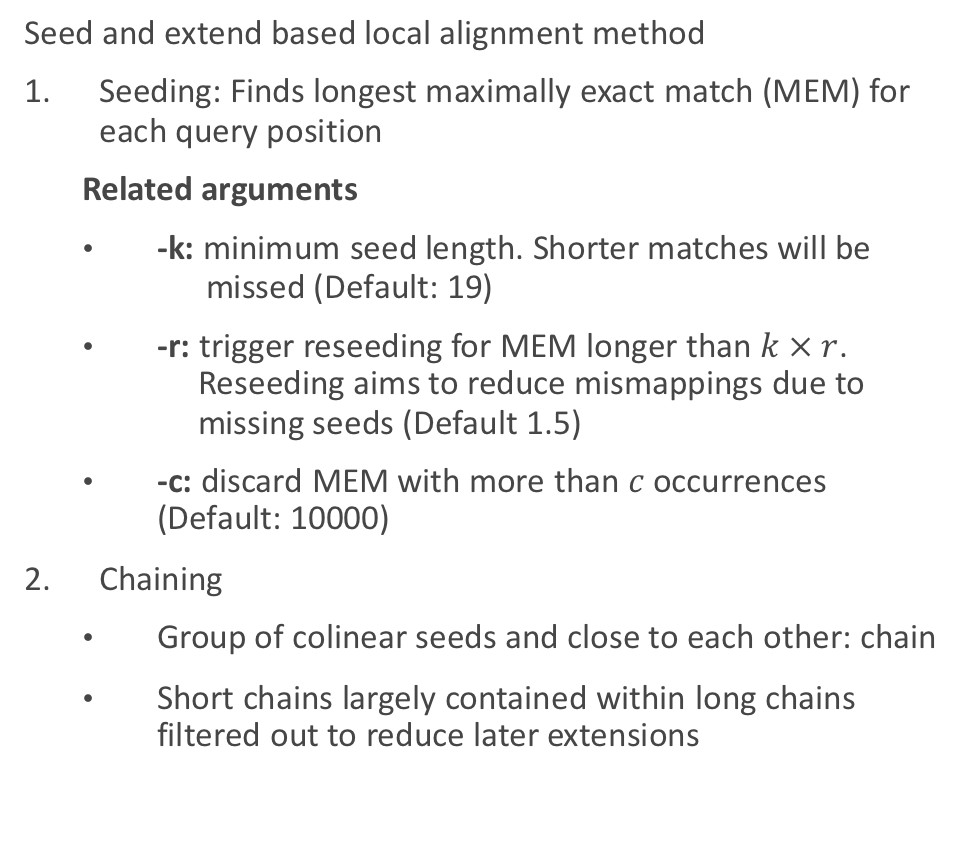 Seed and extend based local alignment method
1. Seeding: Finds longest maximally exact match (MEM) for
each query position
Related arguments
• -k: minimum seed length. Shorter matches will be
missed (Default: 19)
• -r: trigger reseeding for MEM longer than k × r.
Reseeding aims to reduce mismappings due to
missing seeds (Default 1.5)
• -c: discard MEM with more than c occurrences
(Default: 10000)
2. Chaining
• Group of colinear seeds and close to each other: chain
• Short chains largely contained within long chains
filtered out to reduce later extensions